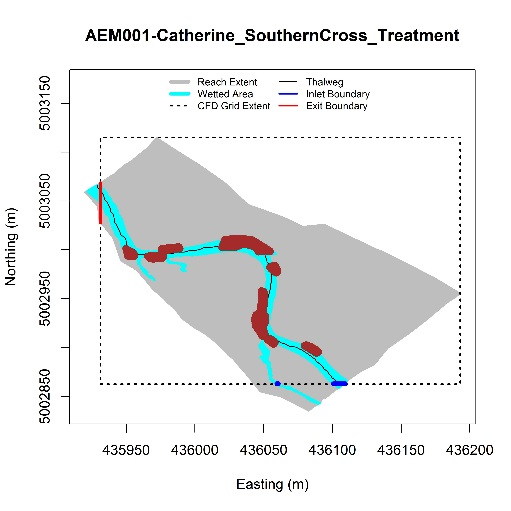 AEM001-Catherine_SouthernCross_Treatment
Reach Extent
Wetted Area
CFD Grid Extent
Thalweg
Inlet Boundary
Exit Boundary
Northing (m)
5003150
5003050
5002950
5002850
435950 436000 436050 436100 436150 436200
Easting (m)